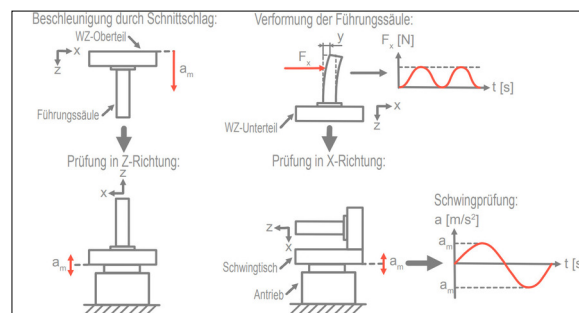 Beschleunigung durch Schnittschlag:
WZ-Oberteil
x
z
a_m
Führungssäule
Verformung der Führungssäule:
y
F_x
x
z
WZ-Unterteil
F_x [N]
t [s]
Prüfung in Z-Richtung:
z
x
a_m
Prüfung in X-Richtung:
z
x
Schwingtisch
a_m
Antrieb
Schwingprüfung:
a [m/s²]
a_m
a_m
t [s]